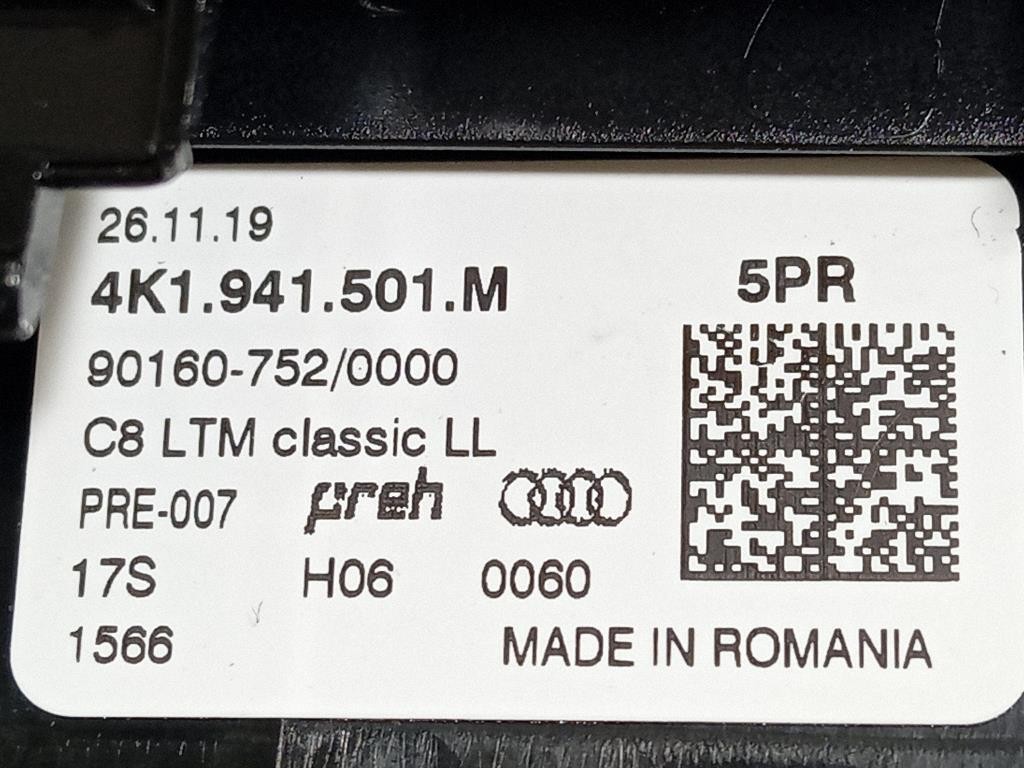 26.11.19
4K1.941.501.M
5PR
90160-752/0000
C8 LTM classic LL
PRE-007 preh
17S H06 0060
1566 MADE IN ROMANIA